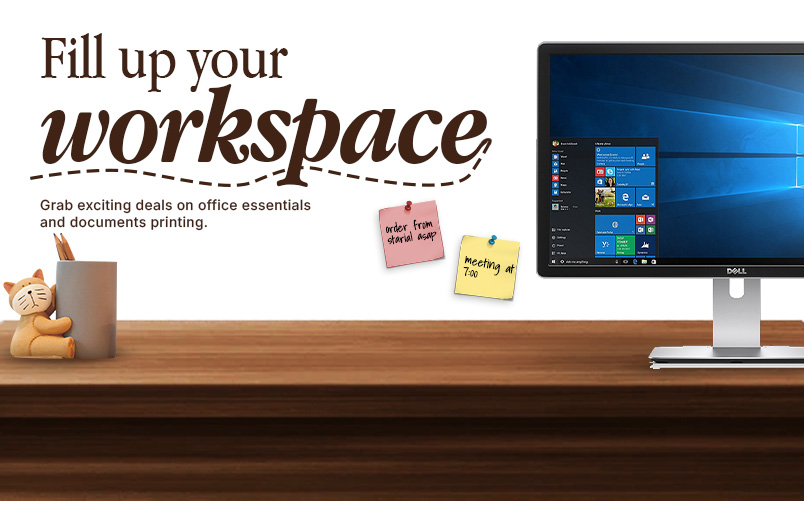 Fill up your
workspace
Grab exciting deals on office essentials
and documents printing.
order from
starial asap
meeting at
7:00
DELL